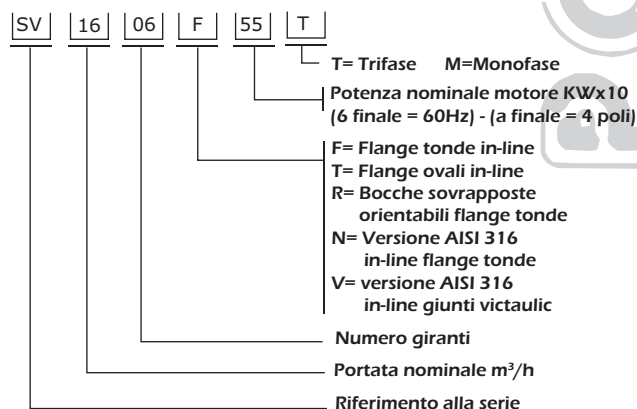 SV 16 06 F 55 T
T= Trifase M=Monofase
Potenza nominale motore KWx10
(6 finale = 60Hz) - (a finale = 4 poli)
F= Flange tonde in-line
T= Flange ovali in-line
R= Bocche sovrapposte
orientabili flange tonde
N= Versione AISI 316
in-line flange tonde
V= versione AISI 316
in-line giunti victaulic
Numero giranti
Portata nominale m³/h
Riferimento alla serie